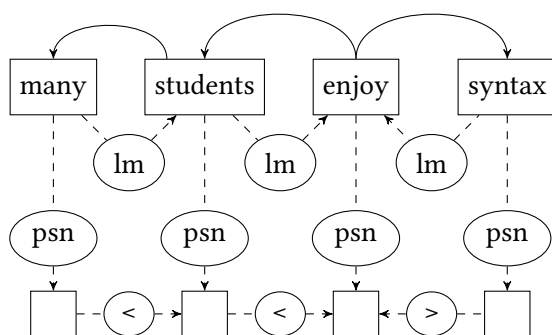 many students enjoy syntax
lm lm lm
psn psn psn psn
< < >